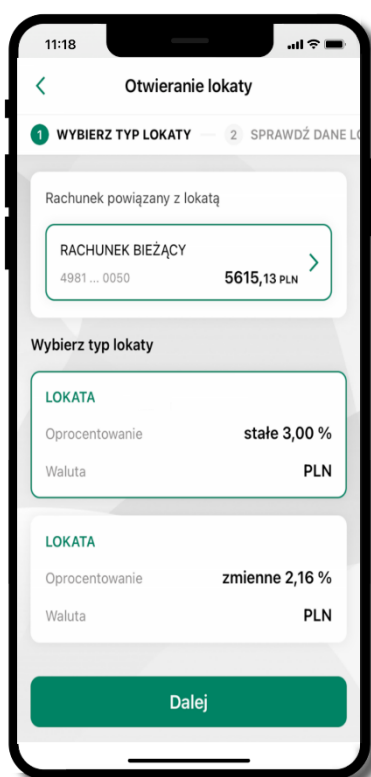 11:18
Otwieranie lokaty
1 WYBIERZ TYP LOKATY 2 SPRAWDŹ DANE LO
Rachunek powiązany z lokatą
RACHUNEK BIEŻĄCY
4981 ... 0050 5615,13 PLN
Wybierz typ lokaty
LOKATA
Oprocentowanie stałe 3,00 %
Waluta PLN
LOKATA
Oprocentowanie zmienne 2,16 %
Waluta PLN
Dalej